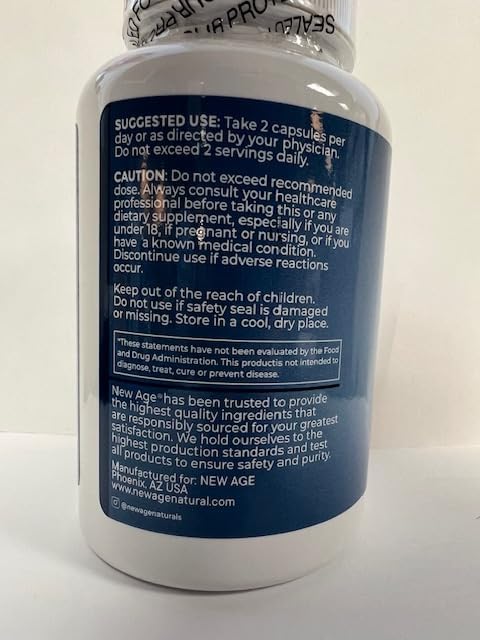 SEALED
SUGGESTED USE: Take 2 capsules per
day or as directed by your physician.
Do not exceed 2 servings daily.
CAUTION: Do not exceed recommended
dose. Always consult your healthcare
professional before taking this or any
dietary supplement, especially if you are
under 18, if pregnant or nursing, or if you
have a known medical condition.
Discontinue use if adverse reactions
occur.
Keep out of the reach of children.
Do not use if safety seal is damaged
or missing. Store in a cool, dry place.
*These statements have not been evaluated by the Food
and Drug Administration. This productis not intended to
diagnose, treat, cure or prevent disease.
New Age® has been trusted to provide
the highest quality ingredients that
are responsibly sourced for your greatest
satisfaction. We hold ourselves to the
highest production standards and test
all products to ensure safety and purity.
Manufactured for: NEW AGE
Phoenix, AZ USA
www.newagenatural.com
@newagenaturals